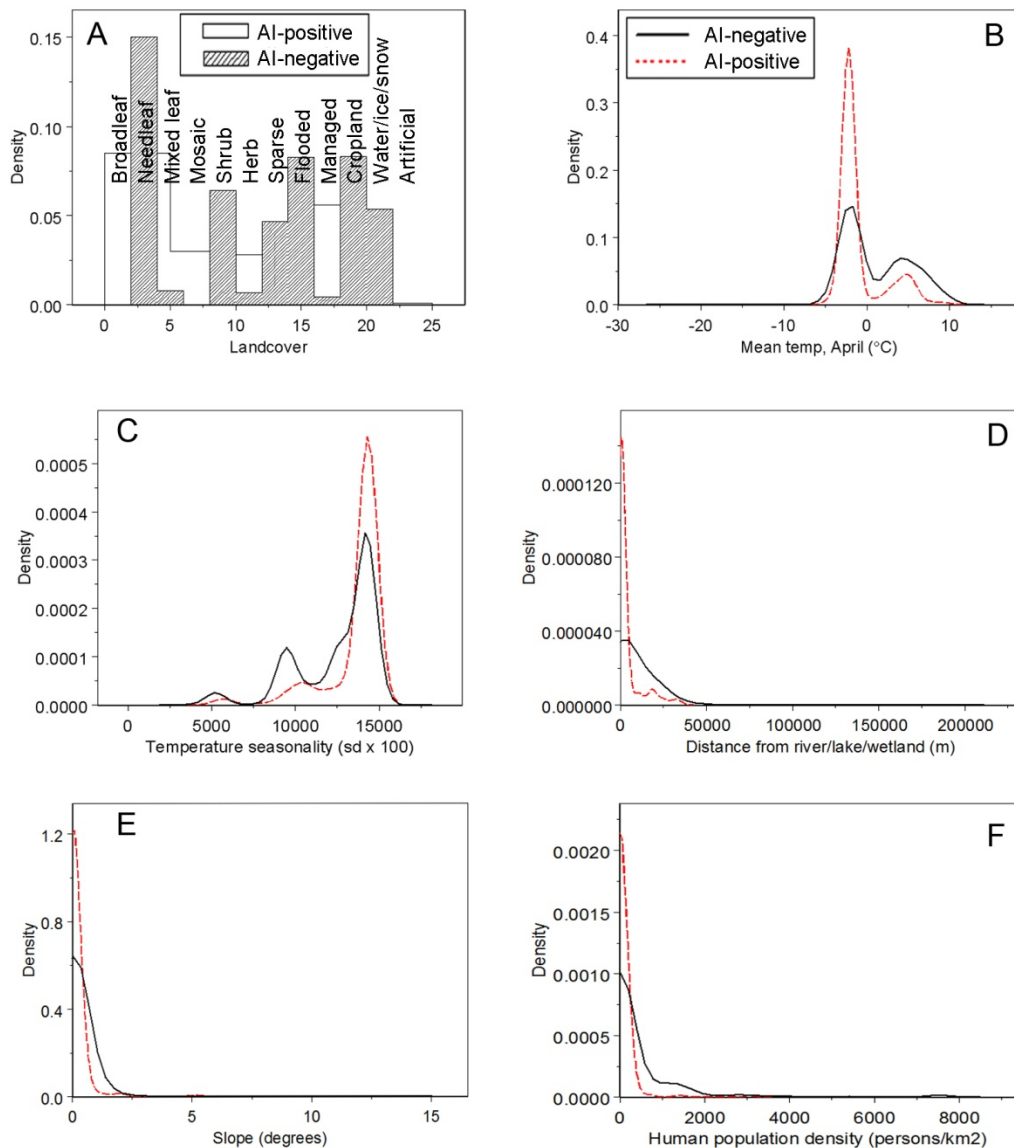 A
AI-positive
AI-negative
0.15
0.10
0.05
0.00
Density
Broadleaf
Needleaf
Mixed leaf
Mosaic
Shrub
Herb
Sparse
Flooded
Managed
Cropland
Water/ice/snow
Artificial
0 5 10 15 20 25
Landcover
B
AI-negative
AI-positive
0.4
0.3
0.2
0.1
0.0
Density
-30 -20 -10 0 10
Mean temp, April (°C)
C
0.0005
0.0004
0.0003
0.0002
0.0001
0.0000
Density
0 5000 10000 15000
Temperature seasonality (sd x 100)
D
0.000120
0.000080
0.000040
0.000000
Density
0 50000 100000 150000 200000
Distance from river/lake/wetland (m)
E
1.2
0.8
0.4
0.0
Density
0 5 10 15
Slope (degrees)
F
0.0020
0.0015
0.0010
0.0005
0.0000
Density
0 2000 4000 6000 8000
Human population density (persons/km2)